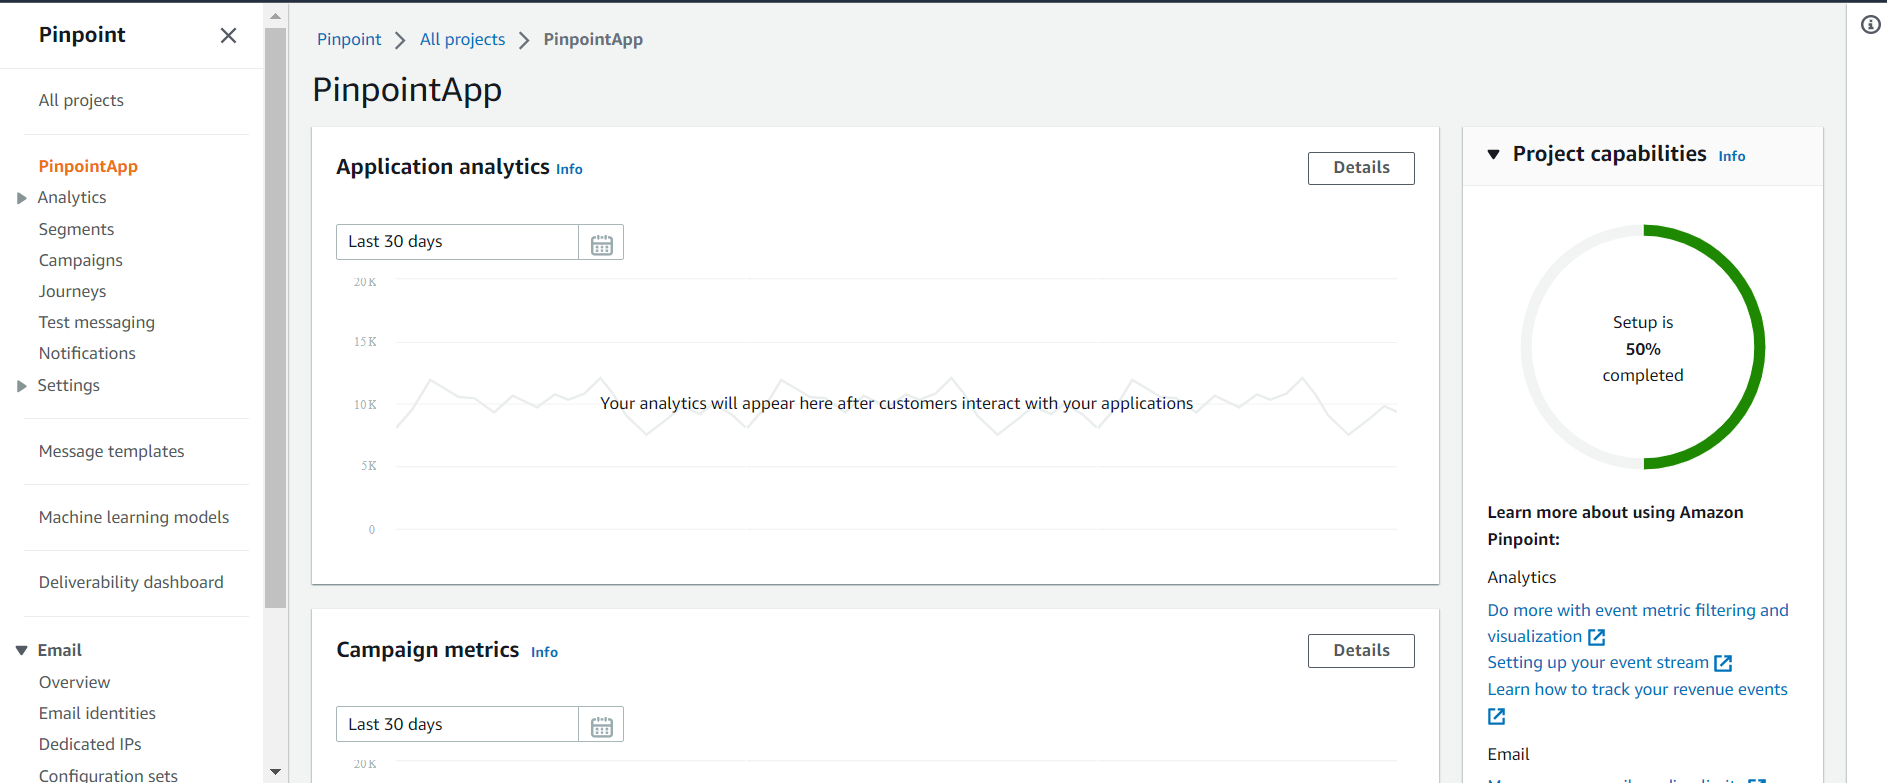 Pinpoint
All projects
PinpointApp
Analytics
Segments
Campaigns
Journeys
Test messaging
Notifications
Settings
Message templates
Machine learning models
Deliverability dashboard
Email
Overview
Email identities
Dedicated IPs
Configuration sets
Pinpoint All projects PinpointApp
PinpointApp
Application analytics Info
Details
Last 30 days
20 K
15 K
10 K
5 K
0
Your analytics will appear here after customers interact with your applications
Campaign metrics Info
Details
Last 30 days
20 K
Project capabilities Info
Setup is
50%
completed
Learn more about using Amazon
Pinpoint:
Analytics
Do more with event metric filtering and
visualization
Setting up your event stream
Learn how to track your revenue events
Email